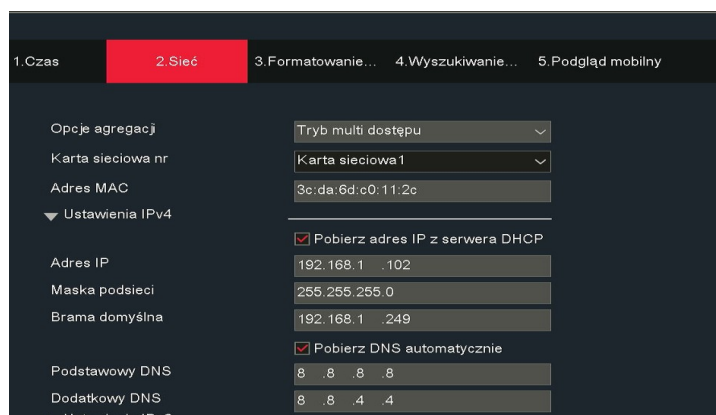 1.Czas 2.Sieć 3.Formatowanie... 4.Wyszukiwanie... 5.Podgląd mobilny
Opcje agregacji Tryb multi dostępu
Karta sieciowa nr Karta sieciowa1
Adres MAC 3c:da:6d:c0:11:2c
Ustawienia IPv4
Pobierz adres IP z serwera DHCP
Adres IP 192.168.1 .102
Maska podsieci 255.255.255.0
Brama domyślna 192.168.1 .249
Pobierz DNS automatycznie
Podstawowy DNS 8 .8 .8 .8
Dodatkowy DNS 8 .8 .4 .4